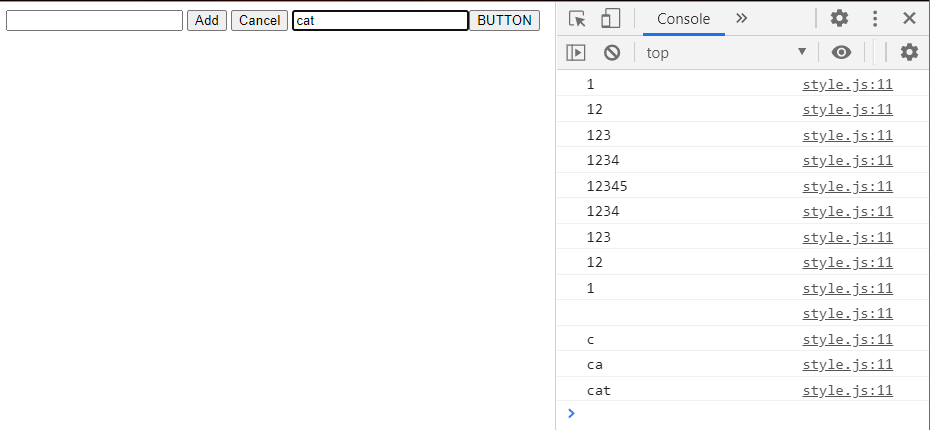 Add Cancel cat BUTTON
Console
top
1 style.js:11
12 style.js:11
123 style.js:11
1234 style.js:11
12345 style.js:11
1234 style.js:11
123 style.js:11
12 style.js:11
1 style.js:11
style.js:11
c style.js:11
ca style.js:11
cat style.js:11